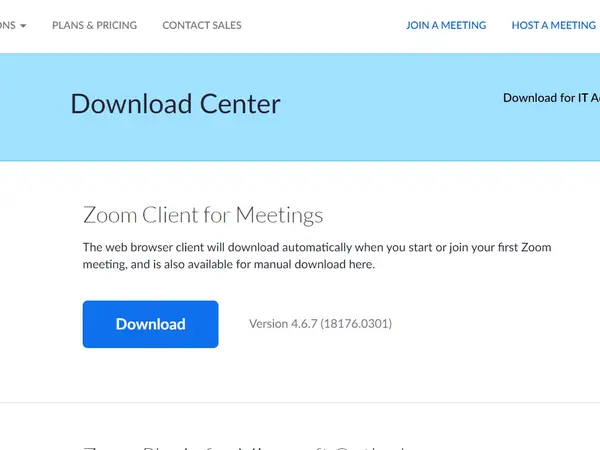 ONS PLANS & PRICING CONTACT SALES JOIN A MEETING HOST A MEETING
Download Center
Download for IT A
Zoom Client for Meetings
The web browser client will download automatically when you start or join your first Zoom
meeting, and is also available for manual download here.
Download Version 4.6.7 (18176.0301)